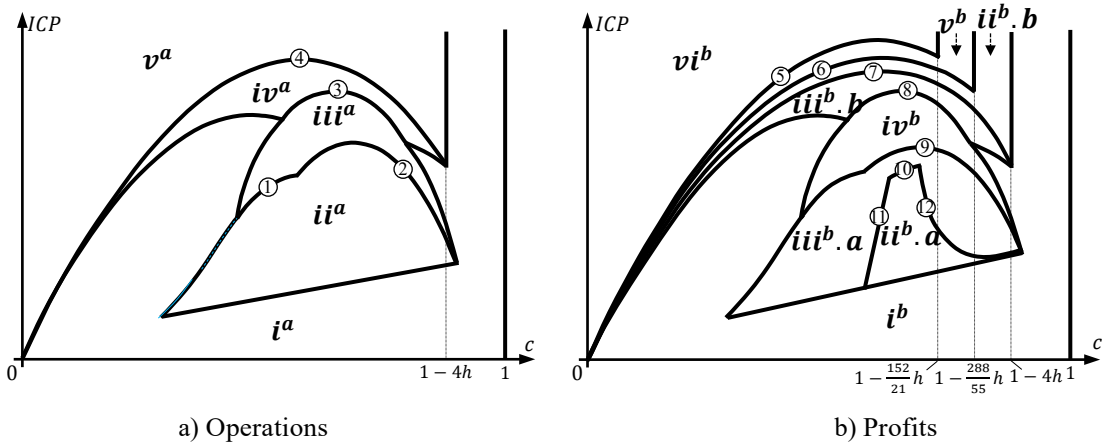 ICP
v^a
④
iv^a
③
iii^a
①
②
ii^a
i^a
0
1 − 4h
1
c
a) Operations
ICP
vi^b
v^b
ii^b. b
⑤
⑥
⑦
iii^b. b
⑧
iv^b
⑨
⑩
⑪
⑫
iii^b. a
ii^b. a
i^b
0
1 − 152/21 h
1 − 288/55 h
1 − 4h
1
c
b) Profits